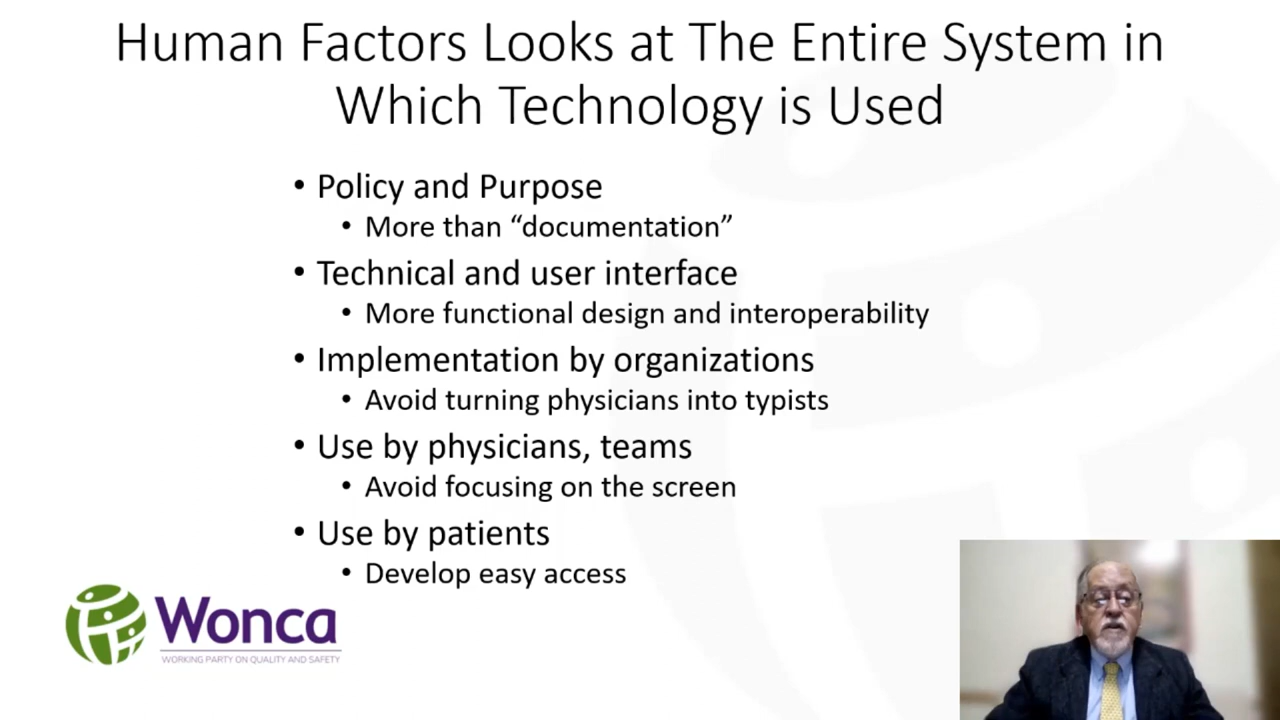 Human Factors Looks at The Entire System in
Which Technology is Used
• Policy and Purpose
• More than “documentation”
• Technical and user interface
• More functional design and interoperability
• Implementation by organizations
• Avoid turning physicians into typists
• Use by physicians, teams
• Avoid focusing on the screen
• Use by patients
• Develop easy access
Wonca
WORKING PARTY ON QUALITY AND SAFETY